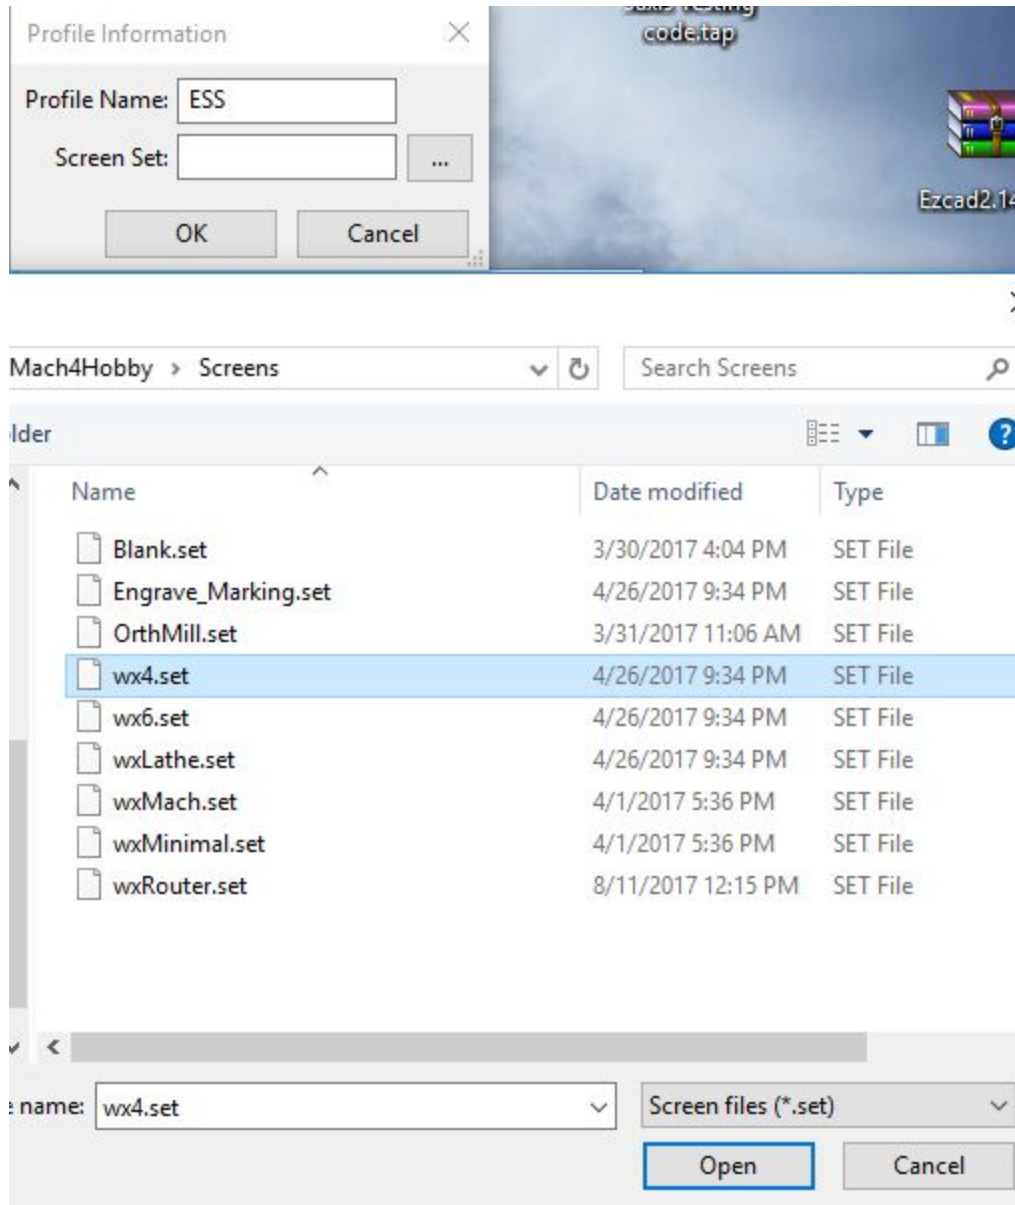 Profile Information
Profile Name: ESS
Screen Set:
...
OK Cancel
3axis Testing
code.tap
Ezcad2.14
Mach4Hobby > Screens
Search Screens
lder
?
Name Date modified Type
Blank.set 3/30/2017 4:04 PM SET File
Engrave_Marking.set 4/26/2017 9:34 PM SET File
OrthMill.set 3/31/2017 11:06 AM SET File
wx4.set 4/26/2017 9:34 PM SET File
wx6.set 4/26/2017 9:34 PM SET File
wxLathe.set 4/26/2017 9:34 PM SET File
wxMach.set 4/1/2017 5:36 PM SET File
wxMinimal.set 4/1/2017 5:36 PM SET File
wxRouter.set 8/11/2017 12:15 PM SET File
name: wx4.set
Screen files (*.set)
Open Cancel